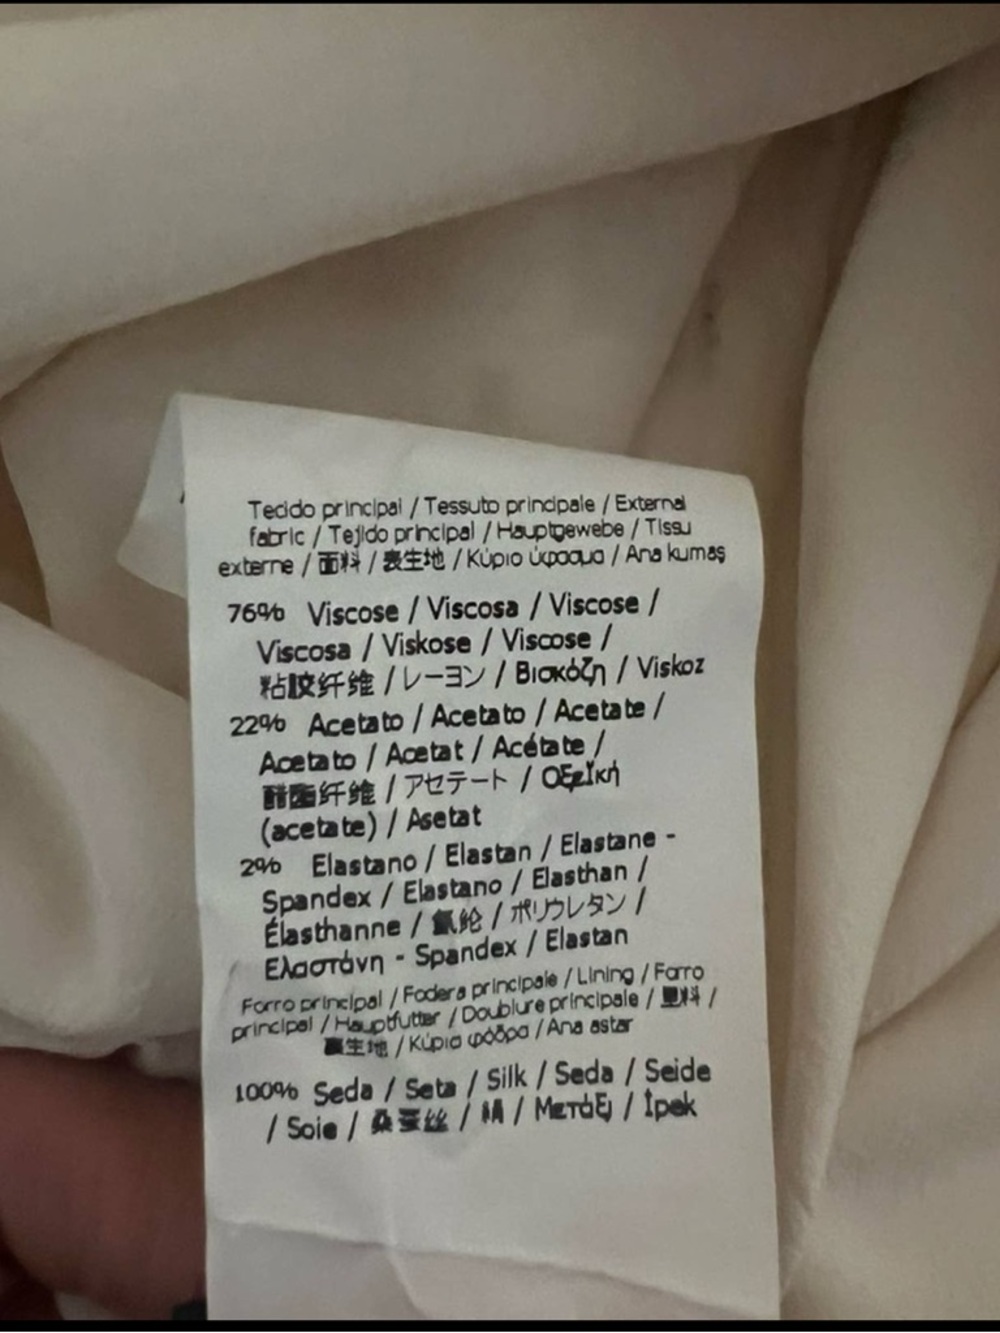 Tecido principal / Tessuto principale / External
fabric / Tejido principal / Hauptgewebe / Tissu
externe / 面料 / 表生地 / Κύριο ύφασμα / Ana kumaş
76% Viscose / Viscosa / Viscose /
Viscosa / Viskose / Viscose /
粘胶纤维 / レーヨン / Βισκόζη / Viskoz
22% Acetato / Acetato / Acetate /
Acetato / Acetat / Acétate /
醋酯纤维 / アセテート / Οξεϊκή
(acetate) / Asetat
2% Elastano / Elastan / Elastane -
Spandex / Elastano / Elasthan /
Élasthanne / 氨纶 / ポリウレタン /
Ελαστάνη - Spandex / Elastan
Forro principal / Fodera principale / Lining / Forro
principal / Hauptfutter / Doublure principale / 里料 /
裏生地 / Κύρια φόδρα / Ana astar
100% Seda / Seta / Silk / Seda / Seide
/ Soie / 桑蚕丝 / 絹 / Μετάξι / İpek